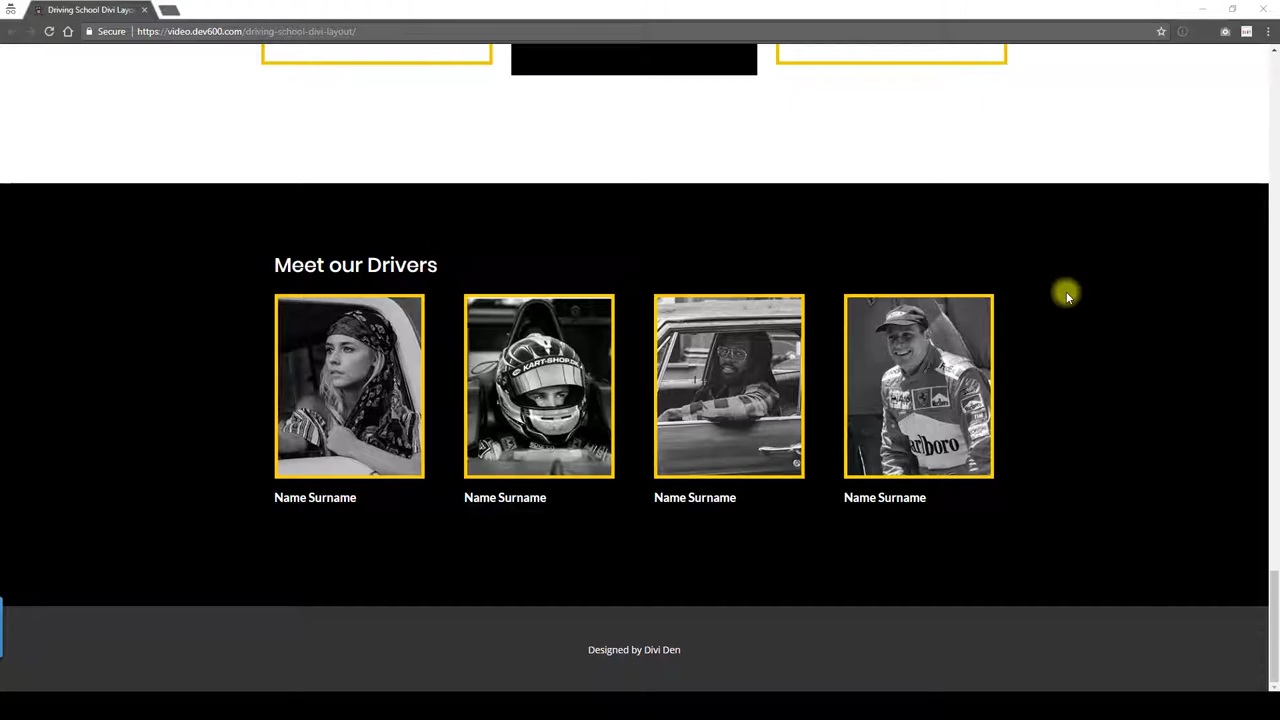 Driving School Divi Layo
Secure
https://video.dev600.com/driving-school-divi-layout/
Meet our Drivers
KART-SHOP.D
arlboro
Name Surname
Name Surname
Name Surname
Name Surname
Designed by Divi Den